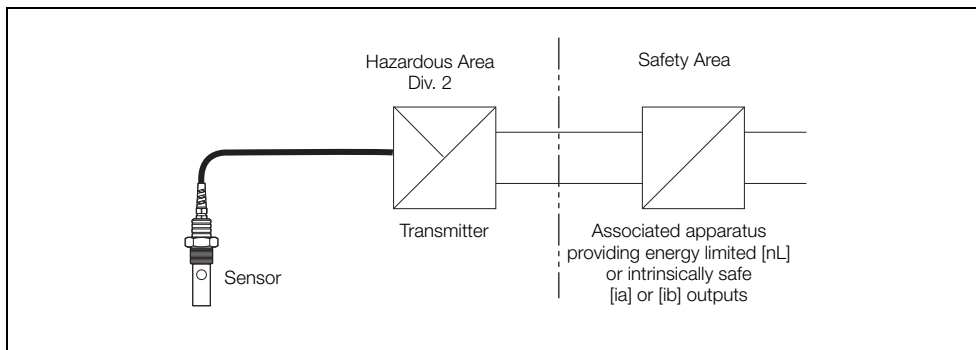 Hazardous Area
Div. 2
Safety Area
Transmitter
Sensor
Associated apparatus
providing energy limited [nL]
or intrinsically safe
[ia] or [ib] outputs